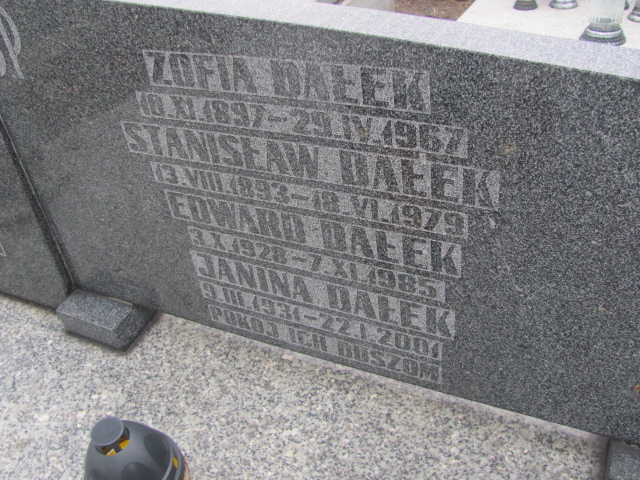 ZOFIA DAŁEK
10.XI.1897-29.IV.1967
STANISŁAW DAŁEK
13.VIII.1893-18.VI.1979
EDWARD DAŁEK
3.X.1928-7.XI.1985
JANINA DAŁEK
9.III.1931-22.I.2001
POKÓJ ICH DUSZOM